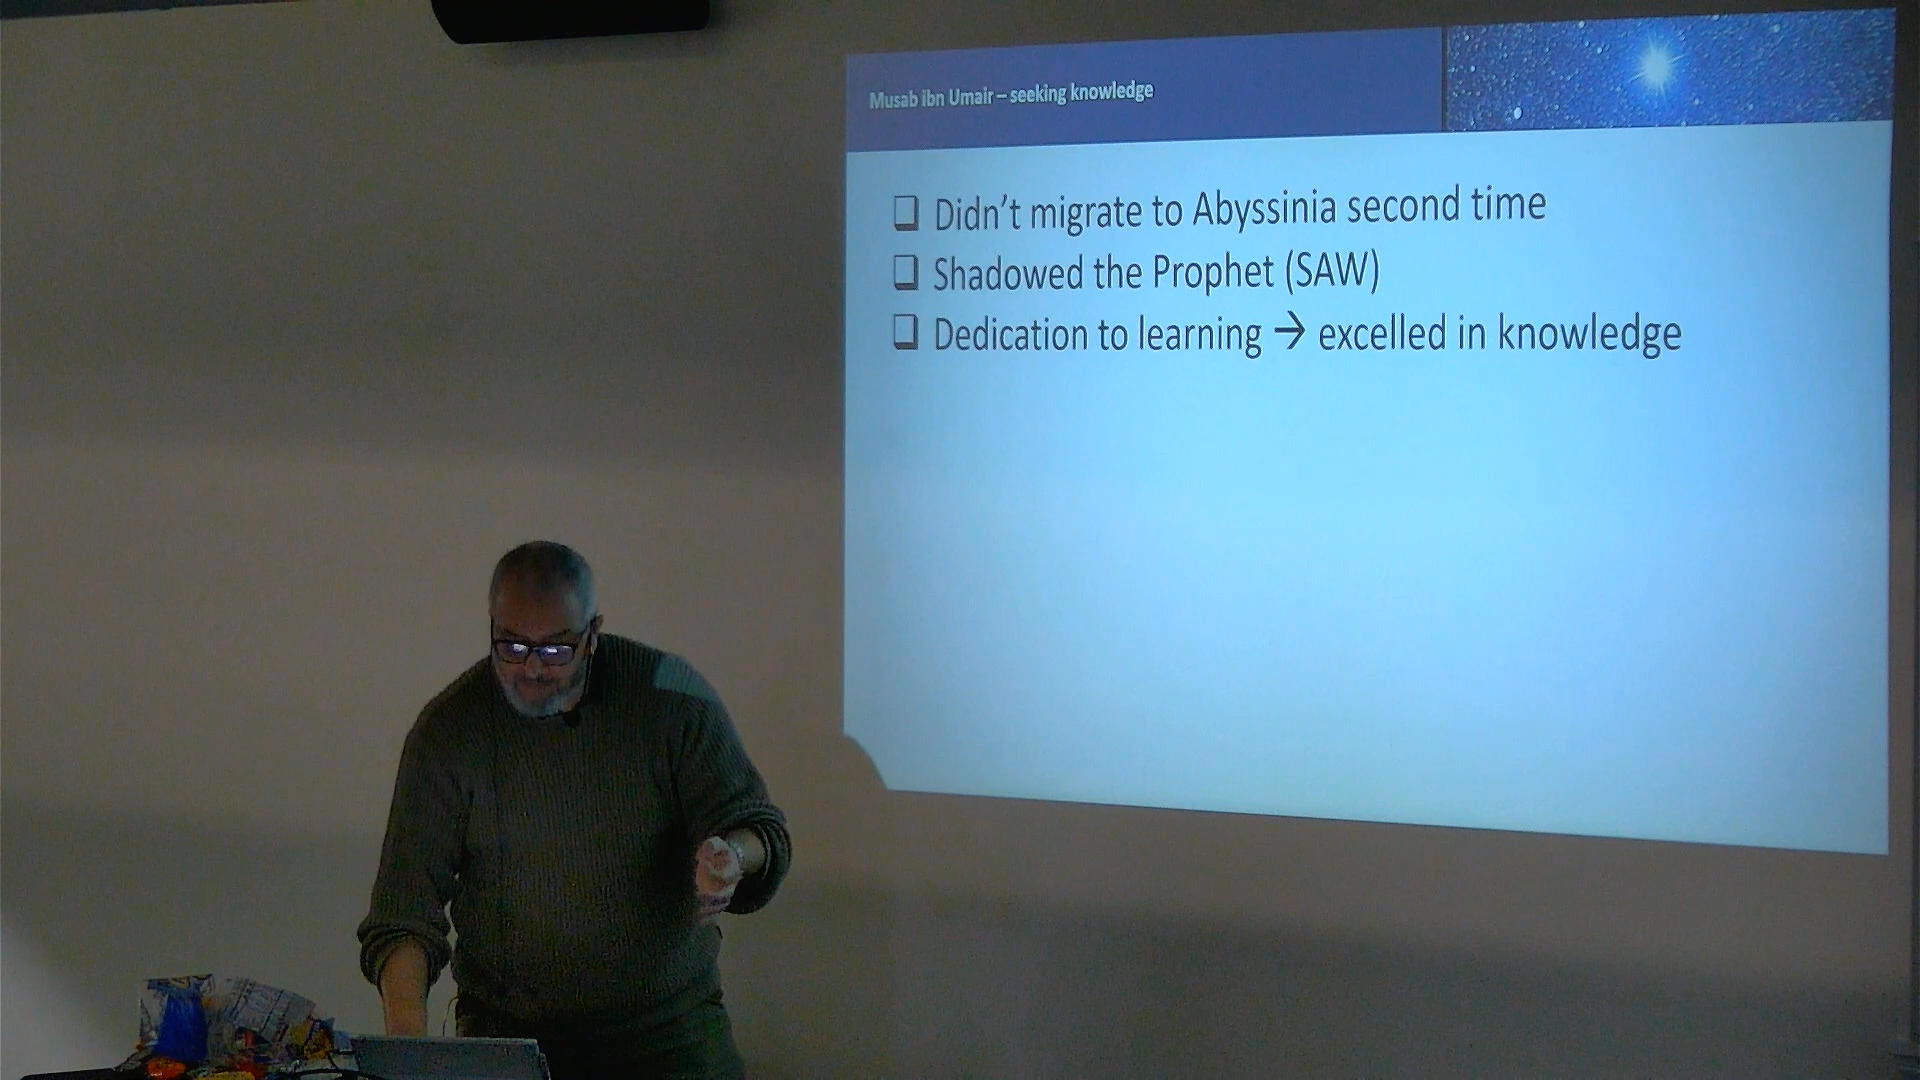 Musab ibn Umair – seeking knowledge
❑ Didn't migrate to Abyssinia second time
❑ Shadowed the Prophet (SAW)
❑ Dedication to learning → excelled in knowledge